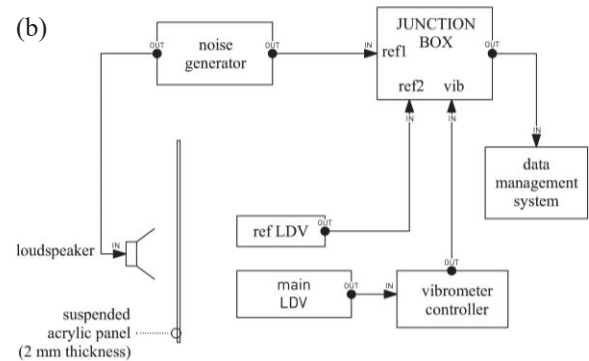 (b)
noise
generator
OUT
OUT
IN
ref1
JUNCTION
BOX
OUT
ref2 vib
IN
IN
IN
data
management
system
loudspeaker
IN
ref LDV
OUT
main
LDV
OUT
IN
OUT
vibrometer
controller
suspended
acrylic panel
(2 mm thickness)